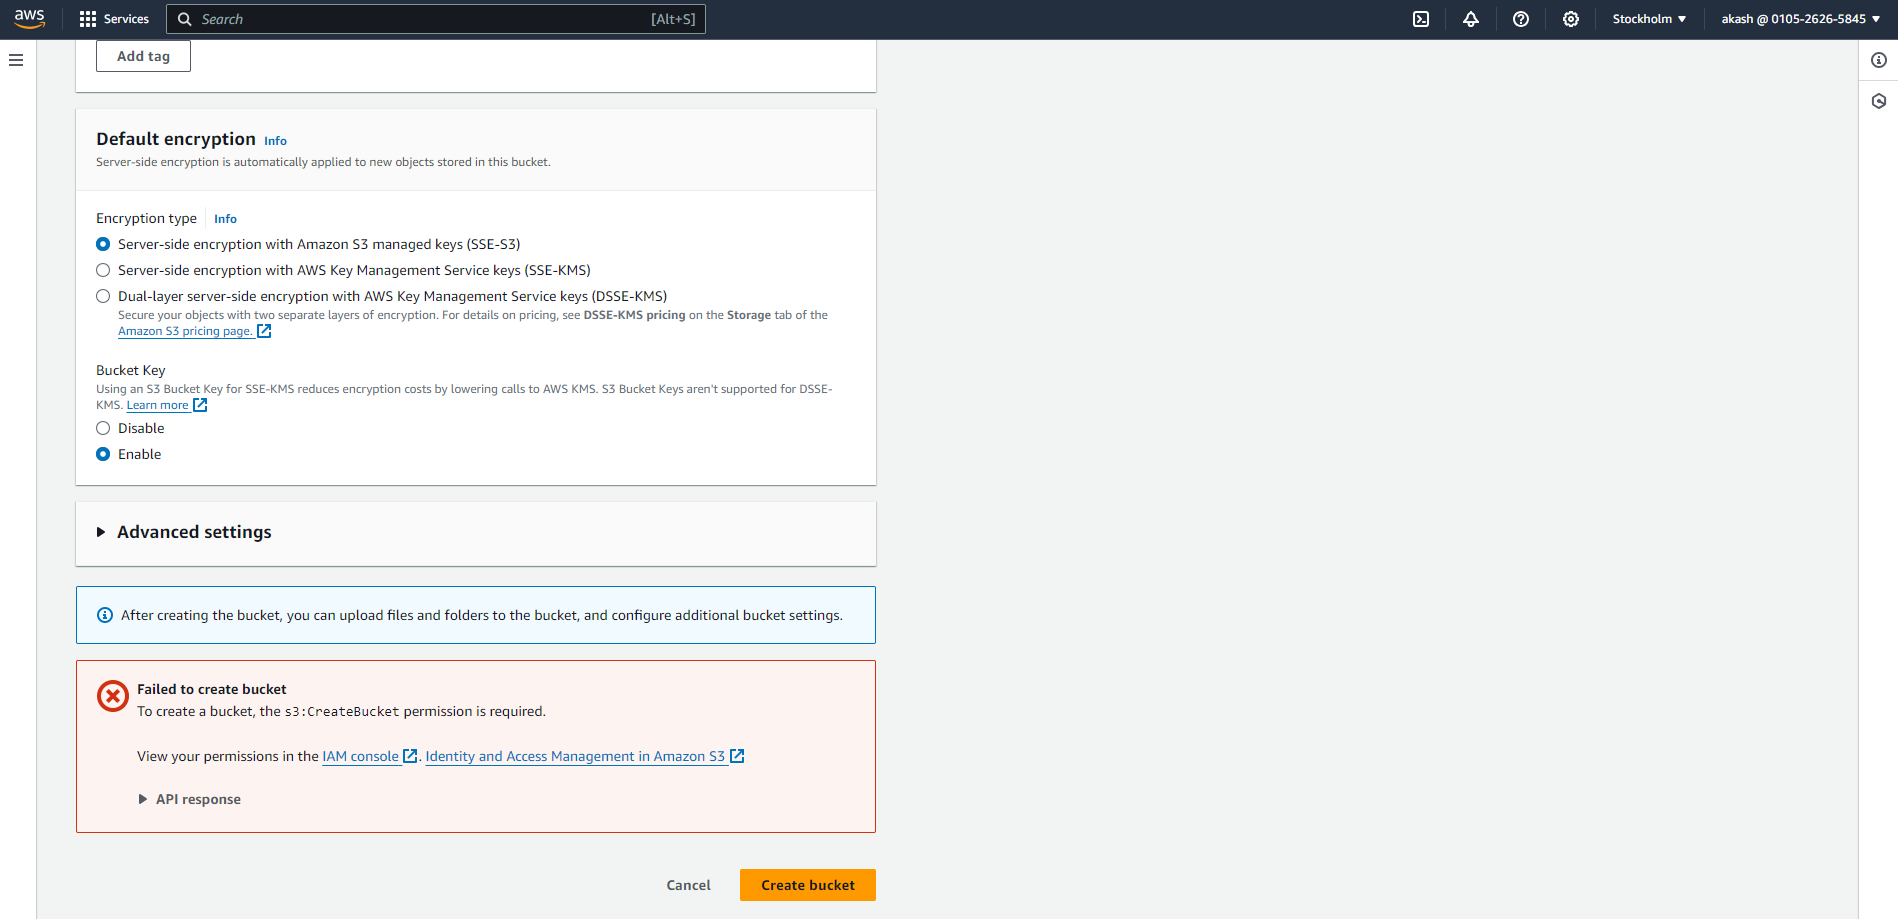 aws
Services
Search
[Alt+S]
Stockholm
akash @ 0105-2626-5845
Add tag
Default encryption Info
Server-side encryption is automatically applied to new objects stored in this bucket.
Encryption type Info
Server-side encryption with Amazon S3 managed keys (SSE-S3)
Server-side encryption with AWS Key Management Service keys (SSE-KMS)
Dual-layer server-side encryption with AWS Key Management Service keys (DSSE-KMS)
Secure your objects with two separate layers of encryption. For details on pricing, see DSSE-KMS pricing on the Storage tab of the
Amazon S3 pricing page.
Bucket Key
Using an S3 Bucket Key for SSE-KMS reduces encryption costs by lowering calls to AWS KMS. S3 Bucket Keys aren't supported for DSSE-
KMS. Learn more
Disable
Enable
Advanced settings
After creating the bucket, you can upload files and folders to the bucket, and configure additional bucket settings.
Failed to create bucket
To create a bucket, the s3:CreateBucket permission is required.
View your permissions in the IAM console. Identity and Access Management in Amazon S3
API response
Cancel
Create bucket